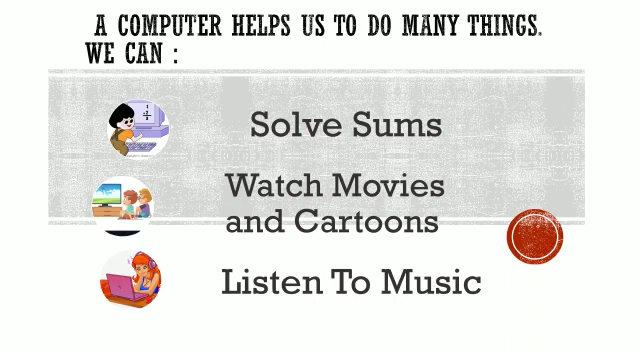 A COMPUTER HELPS US TO DO MANY THINGS.
WE CAN :
Solve Sums
Watch Movies
and Cartoons
Listen To Music